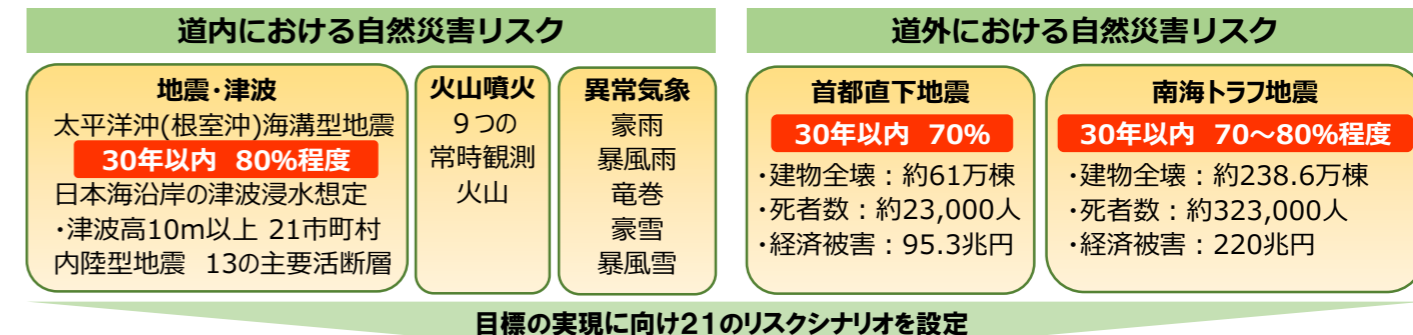 道内における自然災害リスク
地震・津波
太平洋沖(根室沖)海溝型地震
30年以内 80%程度
日本海沿岸の津波浸水想定
・津波高10m以上 21市町村
内陸型地震 13の主要活断層
火山噴火
９つの
常時観測
火山
異常気象
豪雨
暴風雨
竜巻
豪雪
暴風雪
道外における自然災害リスク
首都直下地震
30年以内 70%
・建物全壊：約61万棟
・死者数：約23,000人
・経済被害：95.3兆円
南海トラフ地震
30年以内 70～80%程度
・建物全壊：約238.6万棟
・死者数：約323,000人
・経済被害：220兆円
目標の実現に向け21のリスクシナリオを設定